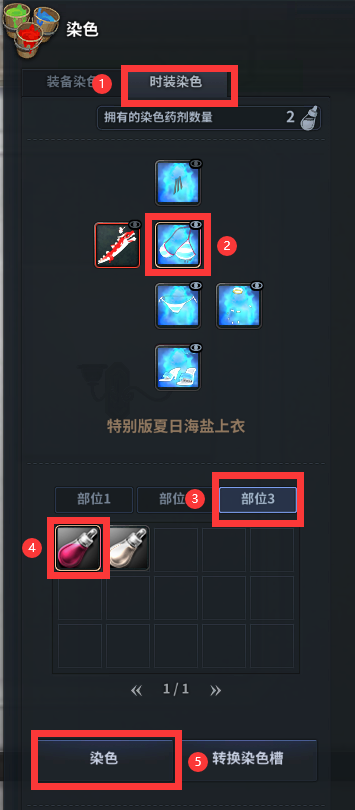 染色
装备染色
1
时装染色
拥有的染色药剂数量 2
2
特别版夏日海盐上衣
部位1 部位 3 部位3
4
« 1/1 »
染色 5 转换染色槽